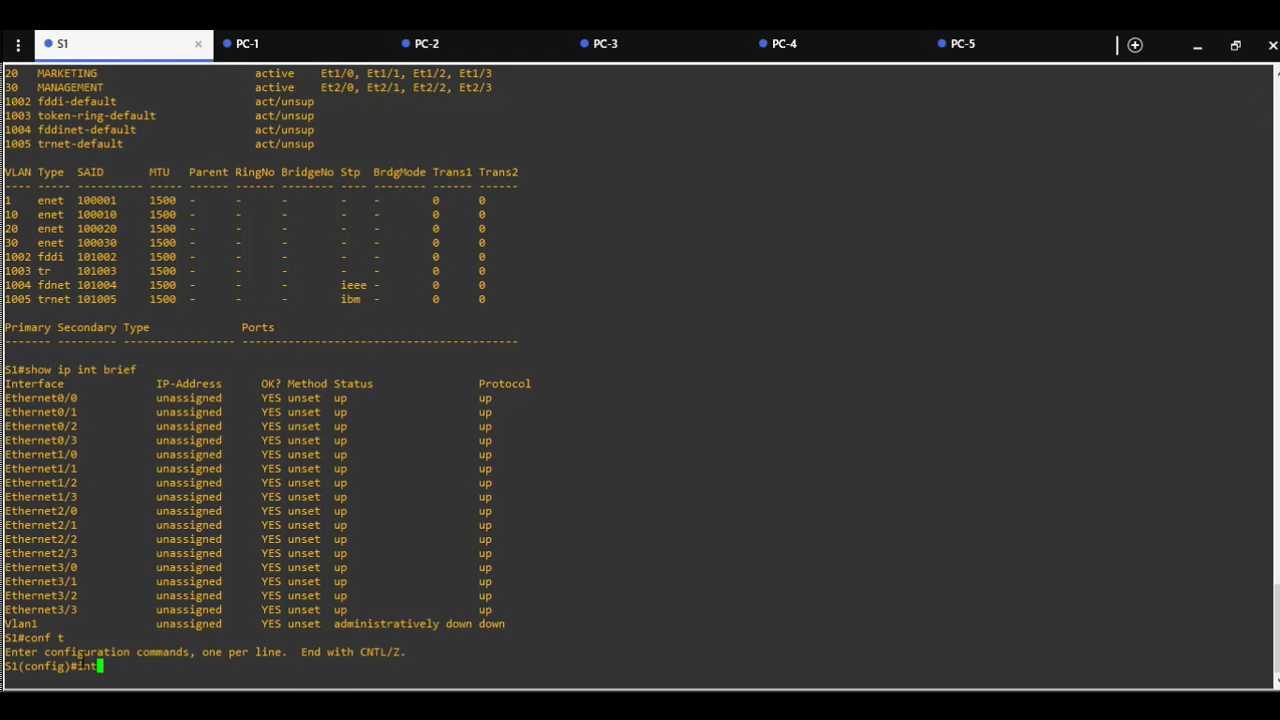 S1 × PC-1 PC-2 PC-3 PC-4 PC-5
20 MARKETING active Et1/0, Et1/1, Et1/2, Et1/3
30 MANAGEMENT active Et2/0, Et2/1, Et2/2, Et2/3
1002 fddi-default act/unsup
1003 token-ring-default act/unsup
1004 fddinet-default act/unsup
1005 trnet-default act/unsup
VLAN Type SAID MTU Parent RingNo BridgeNo Stp BrdgMode Trans1 Trans2
---- ----- ---------- ----- ------ ------ -------- ---- -------- ------ ------
1 enet 100001 1500 - - - - - 0 0
10 enet 100010 1500 - - - - - 0 0
20 enet 100020 1500 - - - - - 0 0
30 enet 100030 1500 - - - - - 0 0
1002 fddi 101002 1500 - - - - - 0 0
1003 tr 101003 1500 - - - - - 0 0
1004 fdnet 101004 1500 - - - ieee - 0 0
1005 trnet 101005 1500 - - - ibm - 0 0
Primary Secondary Type Ports
------- --------- ----------------- ------------------------------------------
S1#show ip int brief
Interface IP-Address OK? Method Status Protocol
Ethernet0/0 unassigned YES unset up up
Ethernet0/1 unassigned YES unset up up
Ethernet0/2 unassigned YES unset up up
Ethernet0/3 unassigned YES unset up up
Ethernet1/0 unassigned YES unset up up
Ethernet1/1 unassigned YES unset up up
Ethernet1/2 unassigned YES unset up up
Ethernet1/3 unassigned YES unset up up
Ethernet2/0 unassigned YES unset up up
Ethernet2/1 unassigned YES unset up up
Ethernet2/2 unassigned YES unset up up
Ethernet2/3 unassigned YES unset up up
Ethernet3/0 unassigned YES unset up up
Ethernet3/1 unassigned YES unset up up
Ethernet3/2 unassigned YES unset up up
Ethernet3/3 unassigned YES unset up up
Vlan1 unassigned YES unset administratively down down
S1#conf t
Enter configuration commands, one per line. End with CNTL/Z.
S1(config)#int